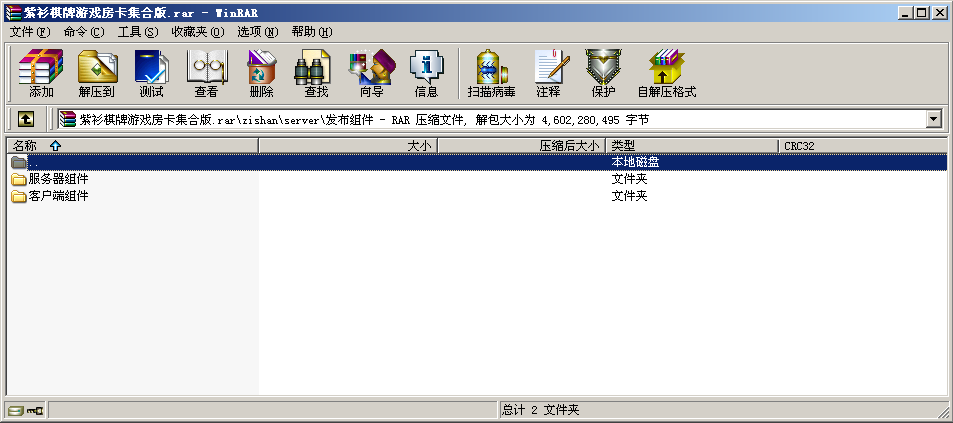 紫衫棋牌游戏房卡集合版.rar - WinRAR
文件(F) 命令(C) 工具(S) 收藏夹(O) 选项(N) 帮助(H)
添加 解压到 测试 查看 删除 查找 向导 信息 扫描病毒 注释 保护 自解压格式
紫衫棋牌游戏房卡集合版.rar\zishan\server\发布组件 - RAR 压缩文件, 解包大小为 4,602,280,495 字节
名称 大小 压缩后大小 类型 CRC32
.. 本地磁盘
服务器组件 文件夹
客户端组件 文件夹
总计 2 文件夹